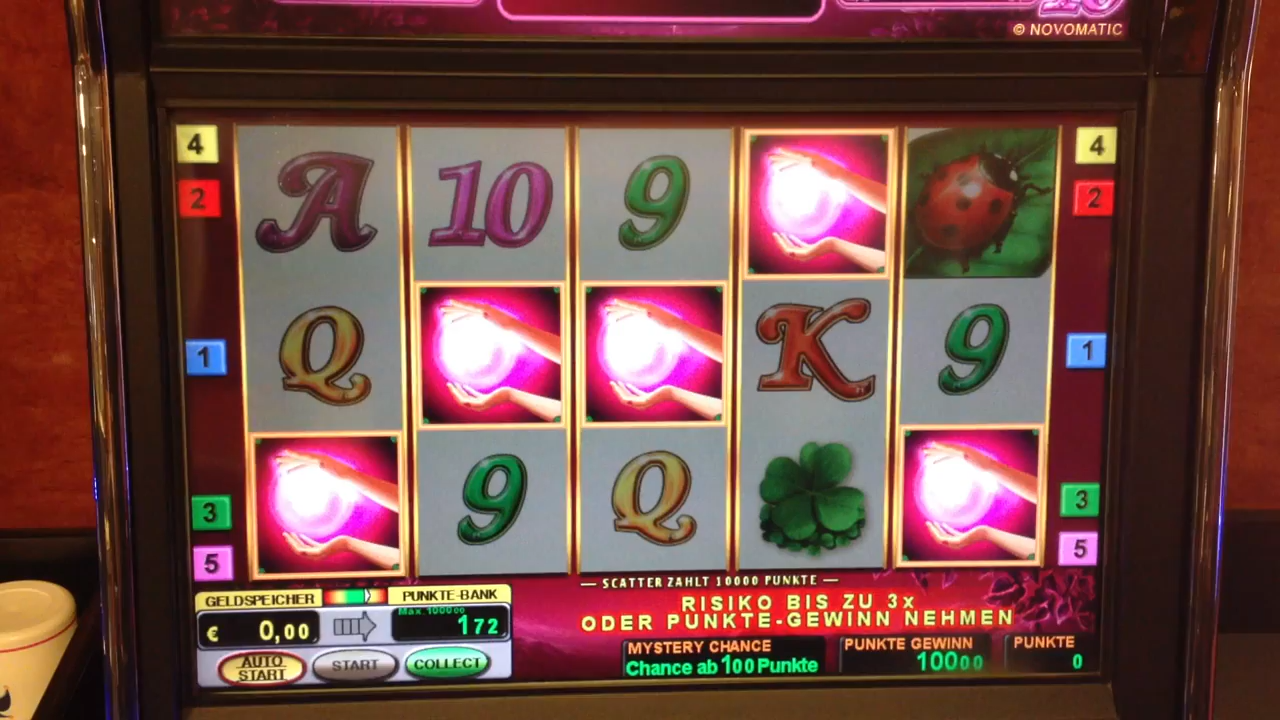 © NOVOMATIC
4 A 10 9 4
2 2
1 Q K 9 1
3 9 Q 3
5 5
— SCATTER ZAHLT 10000 PUNKTE —
RISIKO BIS ZU 3x
ODER PUNKTE-GEWINN NEHMEN
GELDSPEICHER PUNKTE-BANK
Max.100000
€ 0,00 172
AUTO START START COLLECT
MYSTERY CHANCE
Chance ab 100 Punkte
PUNKTE GEWINN
10000
PUNKTE
0